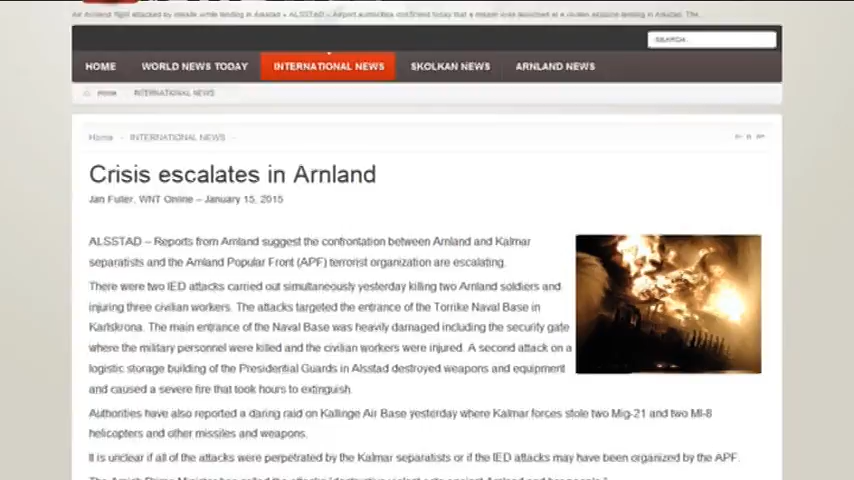 SEARCH...
HOME WORLD NEWS TODAY INTERNATIONAL NEWS SKOLKAN NEWS ARNLAND NEWS
Home INTERNATIONAL NEWS
Home - INTERNATIONAL NEWS -
Crisis escalates in Arnland
Jan Fuller, WNT Online – January 15, 2015
ALSSTAD – Reports from Arnland suggest the confrontation between Arnland and Kalmar
separatists and the Arnland Popular Front (APF) terrorist organization are escalating.
There were two IED attacks carried out simultaneously yesterday killing two Arnland soldiers and
injuring three civilian workers. The attacks targeted the entrance of the Torrike Naval Base in
Karlskrona. The main entrance of the Naval Base was heavily damaged including the security gate
where the military personnel were killed and the civilian workers were injured. A second attack on a
logistic storage building of the Presidential Guards in Alsstad destroyed weapons and equipment
and caused a severe fire that took hours to extinguish.
Authorities have also reported a daring raid on Kallinge Air Base yesterday where Kalmar forces stole two Mig-21 and two MI-8
helicopters and other missiles and weapons.
It is unclear if all of the attacks were perpetrated by the Kalmar separatists or if the IED attacks may have been organized by the APF.